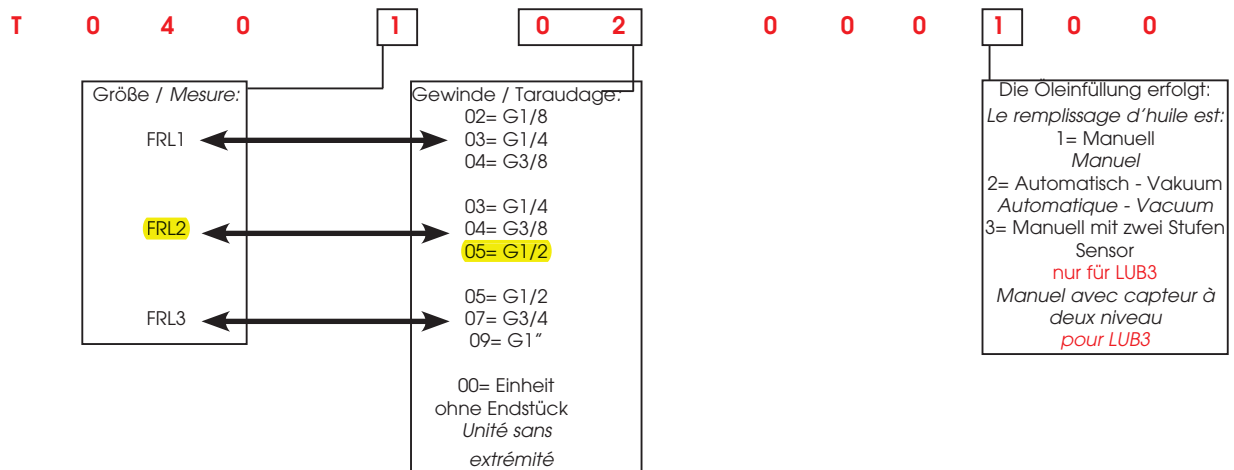 T 0 4 0 1 0 2 0 0 0 1 0 0
Größe / Mesure:
FRL1
FRL2
FRL3
Gewinde / Taraudage:
02= G1/8
03= G1/4
04= G3/8
03= G1/4
04= G3/8
05= G1/2
05= G1/2
07= G3/4
09= G1”
00= Einheit
ohne Endstück
Unité sans
extrémité
Die Öleinfüllung erfolgt:
Le remplissage d’huile est:
1= Manuell
Manuel
2= Automatisch - Vakuum
Automatique - Vacuum
3= Manuell mit zwei Stufen
Sensor
nur für LUB3
Manuel avec capteur à
deux niveau
pour LUB3